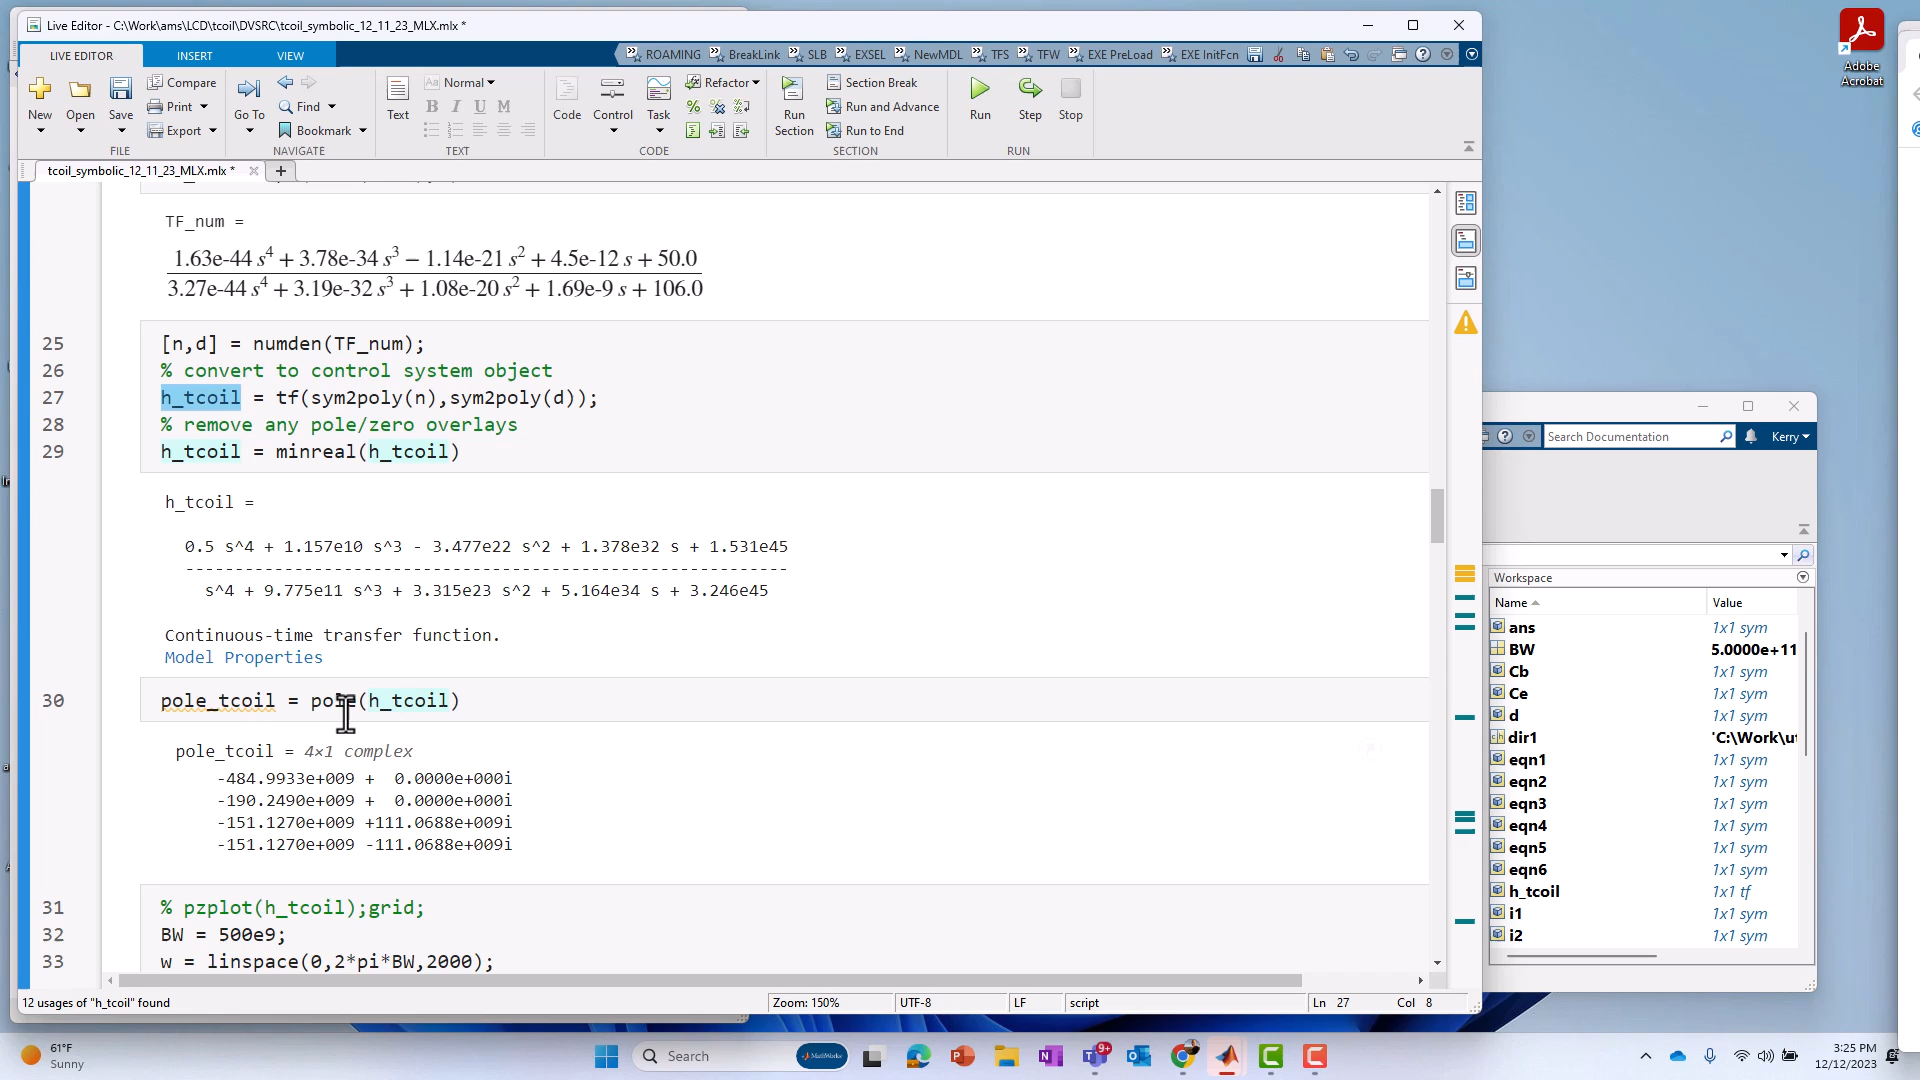 Live Editor - C:\Work\ams\LCD\tcoil\DVSRC\tcoil_symbolic_12_11_23_MLX.mlx *
LIVE EDITOR INSERT VIEW
ROAMING BreakLink SLB EXSEL NewMDL TFS TFW EXE PreLoad EXE InitFcn
New Open Save Compare Print Export
Go To Find Bookmark
Text Normal B I U M
Code Control Task Refactor
Run Section Section Break Run and Advance Run to End
Run Step Stop
FILE NAVIGATE TEXT CODE SECTION RUN
tcoil_symbolic_12_11_23_MLX.mlx * × +
TF_num =
1.63e-44 s^4 + 3.78e-34 s^3 − 1.14e-21 s^2 + 4.5e-12 s + 50.0
3.27e-44 s^4 + 3.19e-32 s^3 + 1.08e-20 s^2 + 1.69e-9 s + 106.0
25 [n,d] = numden(TF_num);
26 % convert to control system object
27 h_tcoil = tf(sym2poly(n),sym2poly(d));
28 % remove any pole/zero overlays
29 h_tcoil = minreal(h_tcoil)
h_tcoil =
0.5 s^4 + 1.157e10 s^3 - 3.477e22 s^2 + 1.378e32 s + 1.531e45
-------------------------------------------------------------
s^4 + 9.775e11 s^3 + 3.315e23 s^2 + 5.164e34 s + 3.246e45
Continuous-time transfer function.
Model Properties
30 pole_tcoil = pole(h_tcoil)
pole_tcoil = 4×1 complex
-484.9933e+009 + 0.0000e+000i
-190.2490e+009 + 0.0000e+000i
-151.1270e+009 +111.0688e+009i
-151.1270e+009 -111.0688e+009i
31 % pzplot(h_tcoil);grid;
32 BW = 500e9;
33 w = linspace(0,2*pi*BW,2000);
12 usages of "h_tcoil" found
Zoom: 150% UTF-8 LF script Ln 27 Col 8
Adobe
Acrobat
Search Documentation Kerry
Workspace
Name Value
ans 1x1 sym
BW 5.0000e+11
Cb 1x1 sym
Ce 1x1 sym
d 1x1 sym
dir1 'C:\Work\u
eqn1 1x1 sym
eqn2 1x1 sym
eqn3 1x1 sym
eqn4 1x1 sym
eqn5 1x1 sym
eqn6 1x1 sym
h_tcoil 1x1 tf
i1 1x1 sym
i2 1x1 sym
61°F
Sunny
Search
MathWorks
9+
3:25 PM
12/12/2023